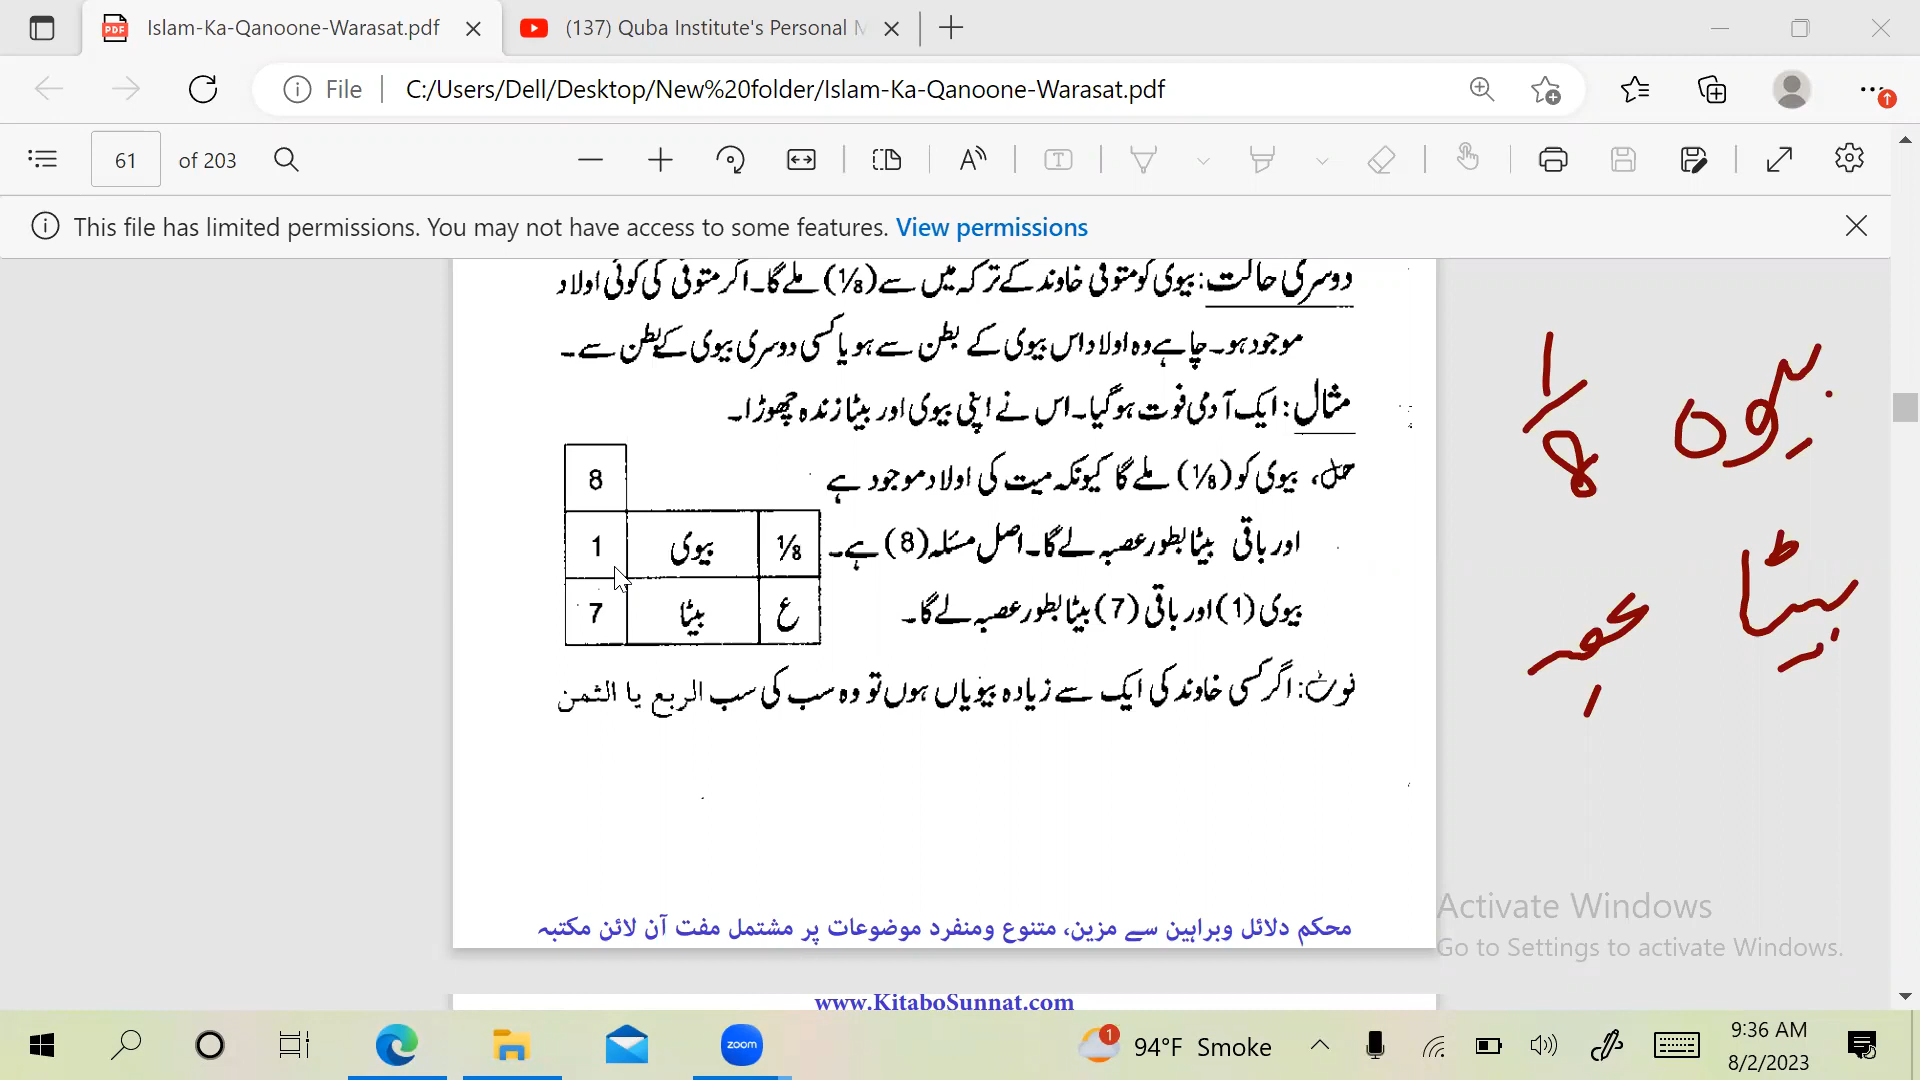 Islam-Ka-Qanoone-Warasat.pdf
(137) Quba Institute's Personal M
File
C:/Users/Dell/Desktop/New%20folder/Islam-Ka-Qanoone-Warasat.pdf
61 of 203
This file has limited permissions. You may not have access to some features. View permissions
دوسری حالت: بیوی کو متوفی خاوند کے ترکہ میں سے (⅛) ملے گا۔ اگر متوفی کی کوئی اولاد
موجود ہو۔ چاہے وہ اولاد اس بیوی کے بطن سے ہو یا کسی دوسری بیوی کے بطن سے۔
مثال: ایک آدمی فوت ہو گیا۔ اس نے اپنی بیوی اور بیٹا زندہ چھوڑا۔
حل، بیوی کو (⅛) ملے گا کیونکہ میت کی اولاد موجود ہے
اور باقی بیٹا بطور عصبہ لے گا۔ اصل مسئلہ (8) ہے۔
بیوی (1) اور باقی (7) بیٹا بطور عصبہ لے گا۔
8
⅛ بیوی 1
ع بیٹا 7
نوٹ: اگر کسی خاوند کی ایک سے زیادہ بیویاں ہوں تو وہ سب کی سب الربع یا الثمن
محکم دلائل وبراہین سے مزین، متنوع ومنفرد موضوعات پر مشتمل مفت آن لائن مکتبہ
www.KitaboSunnat.com
1/8
بیٹا
Activate Windows
Go to Settings to activate Windows.
zoom
1
94°F Smoke
9:36 AM
8/2/2023